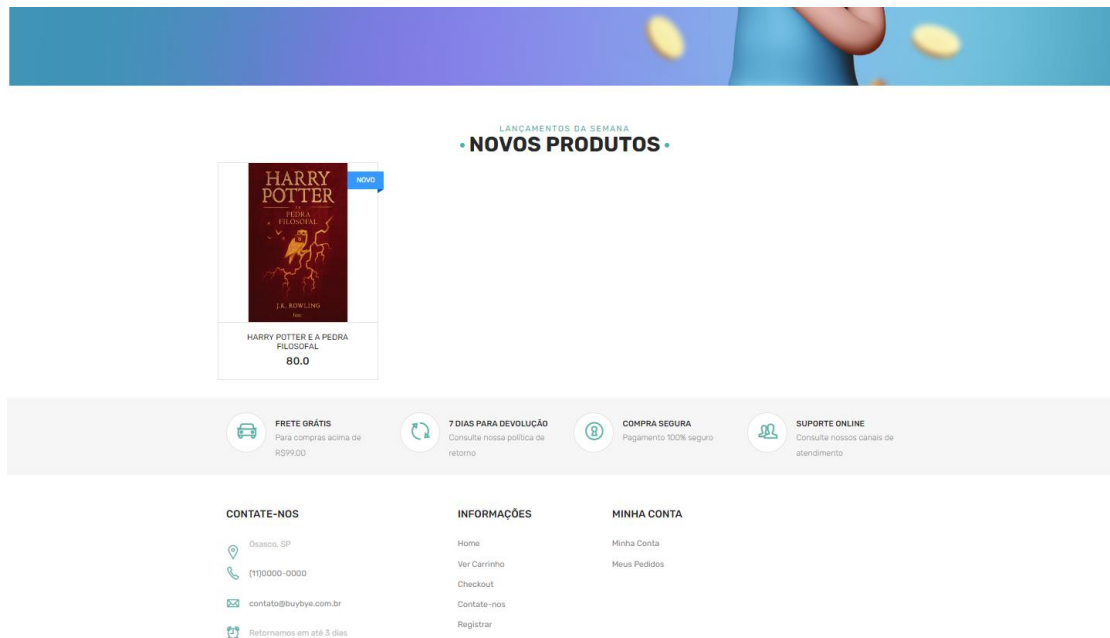 LANÇAMENTOS DA SEMANA
• NOVOS PRODUTOS •
NOVO
HARRY
POTTER
E A
PEDRA
FILOSOFAL
J.K. ROWLING
HARRY POTTER E A PEDRA
FILOSOFAL
80.0
FRETE GRÁTIS
Para compras acima de
R$99.00
7 DIAS PARA DEVOLUÇÃO
Consulte nossa política de
retorno
COMPRA SEGURA
Pagamento 100% seguro
SUPORTE ONLINE
Consulte nossos canais de
atendimento
CONTATE-NOS
Osasco, SP
(11)0000-0000
contato@buybye.com.br
Retornamos em até 3 dias
INFORMAÇÕES
Home
Ver Carrinho
Checkout
Contate-nos
Registrar
MINHA CONTA
Minha Conta
Meus Pedidos